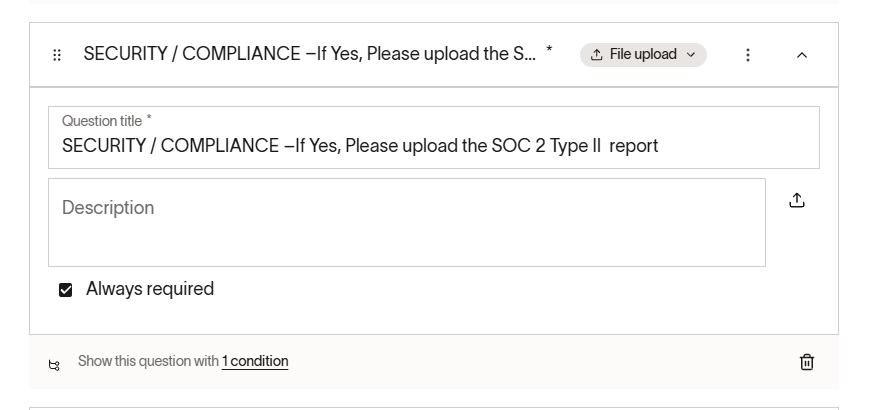 SECURITY / COMPLIANCE –If Yes, Please upload the S... * File upload
Question title *
SECURITY / COMPLIANCE –If Yes, Please upload the SOC 2 Type II  report
Description
Always required
Show this question with 1 condition